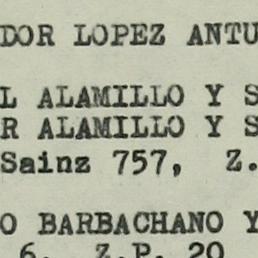 DOR LOPEZ ANTU
L ALAMILLO Y S
R ALAMILLO Y S
Sainz 757, Z.
O BARBACHANO Y
6. Z.P. 20